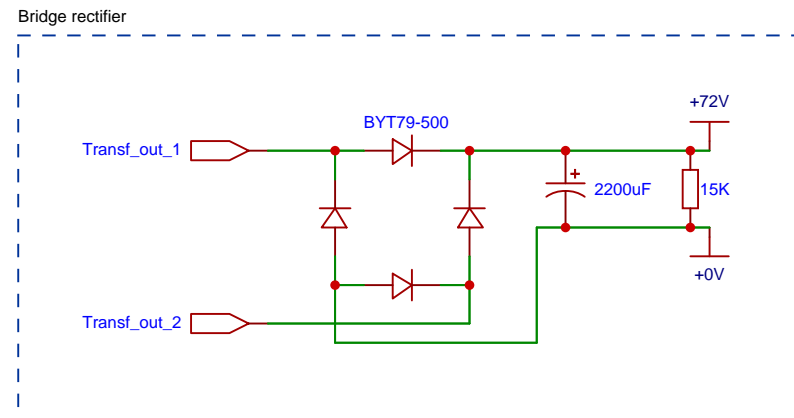 Bridge rectifier
+72V
BYT79-500
Transf_out_1
+
2200uF
15K
+0V
Transf_out_2